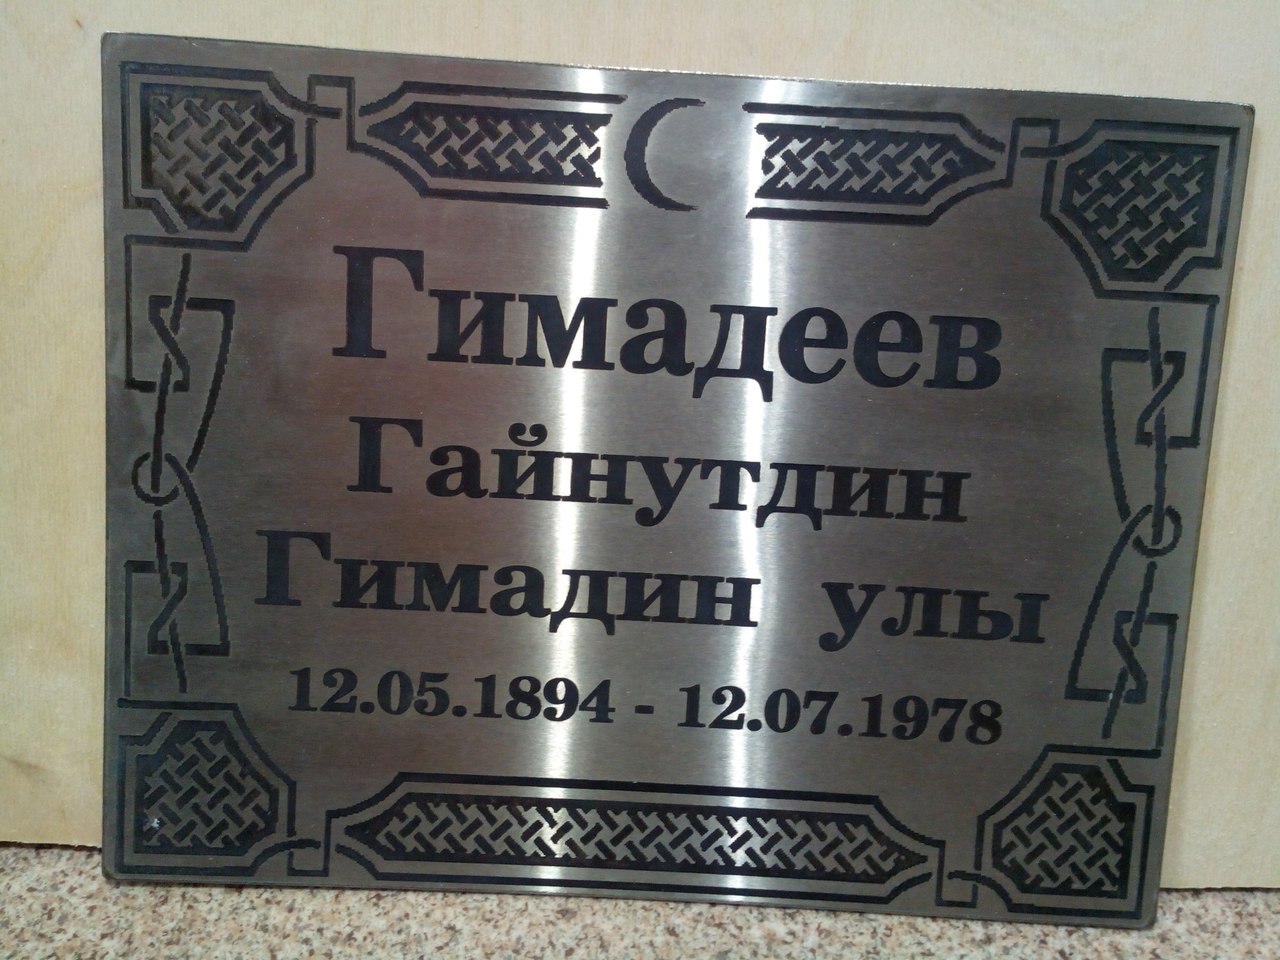 Гимадеев
Гайнутдин
Гимадин улы
12.05.1894 - 12.07.1978